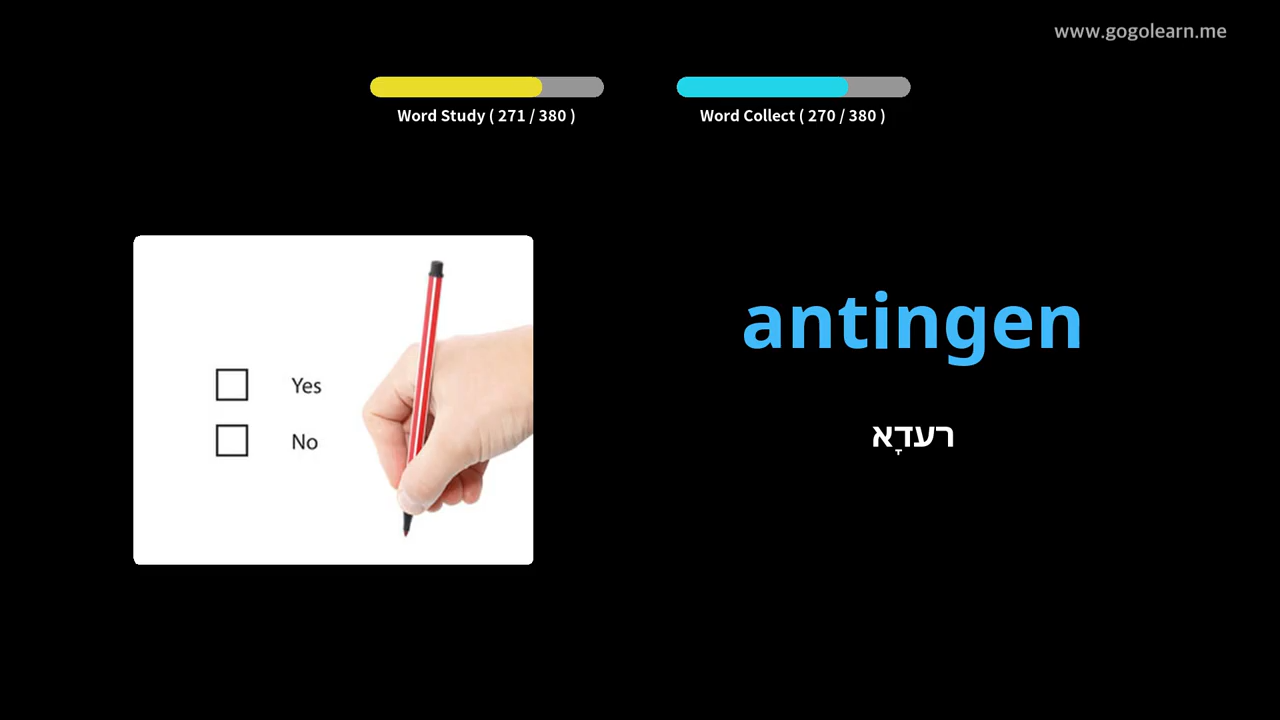 www.gogolearn.me
Word Study ( 271 / 380 )
Word Collect ( 270 / 380 )
Yes
No
antingen
רעדָא